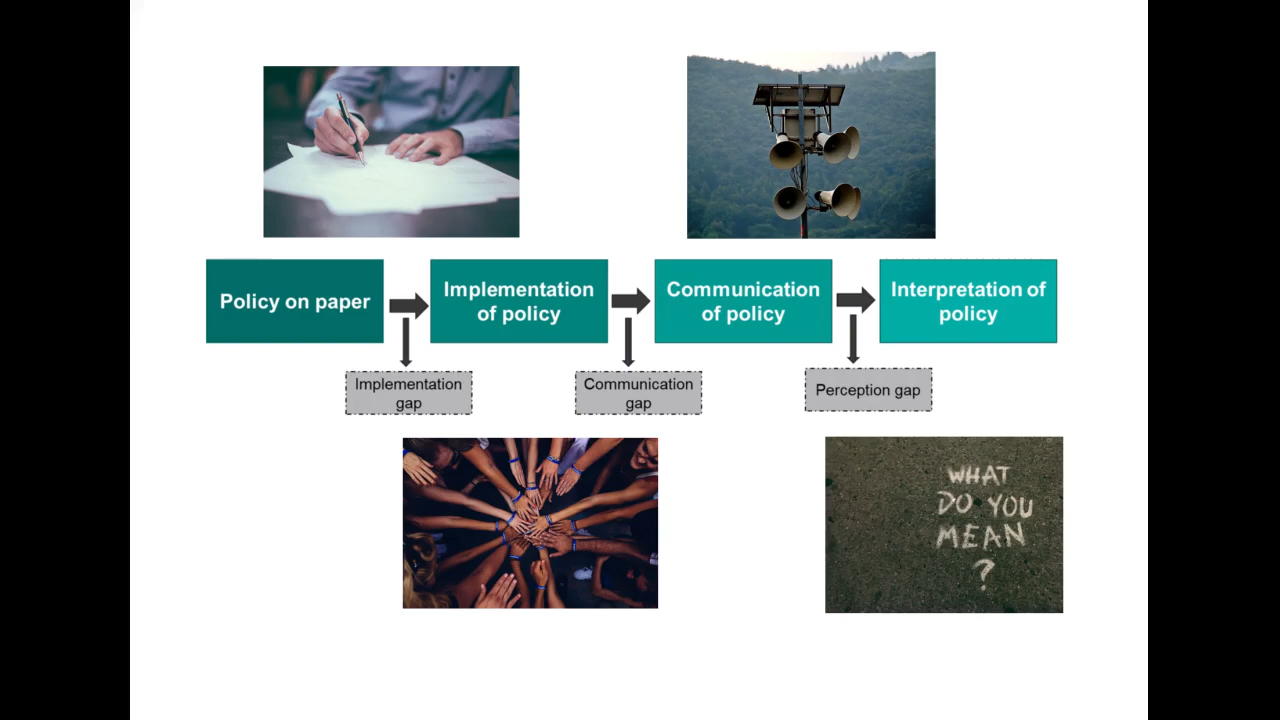 Policy on paper
Implementation
of policy
Communication
of policy
Interpretation of
policy
Implementation
gap
Communication
gap
Perception gap
WHAT
DO YOU
MEAN
?